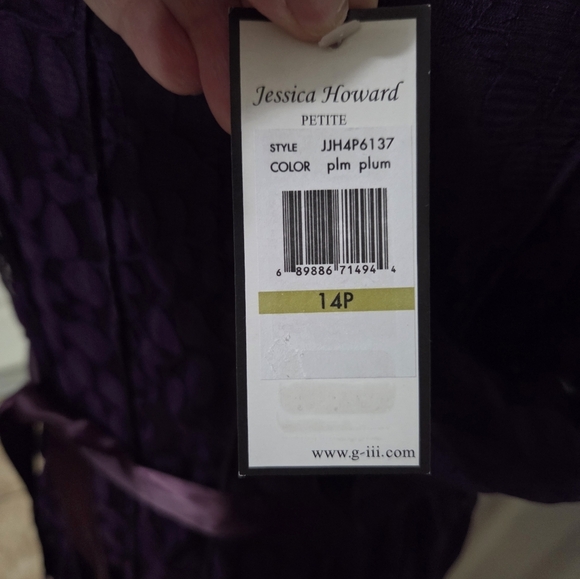 Jessica Howard
PETITE
STYLE JJH4P6137
COLOR plm plum
6 89886 71494 4
14P
www.g-iii.com